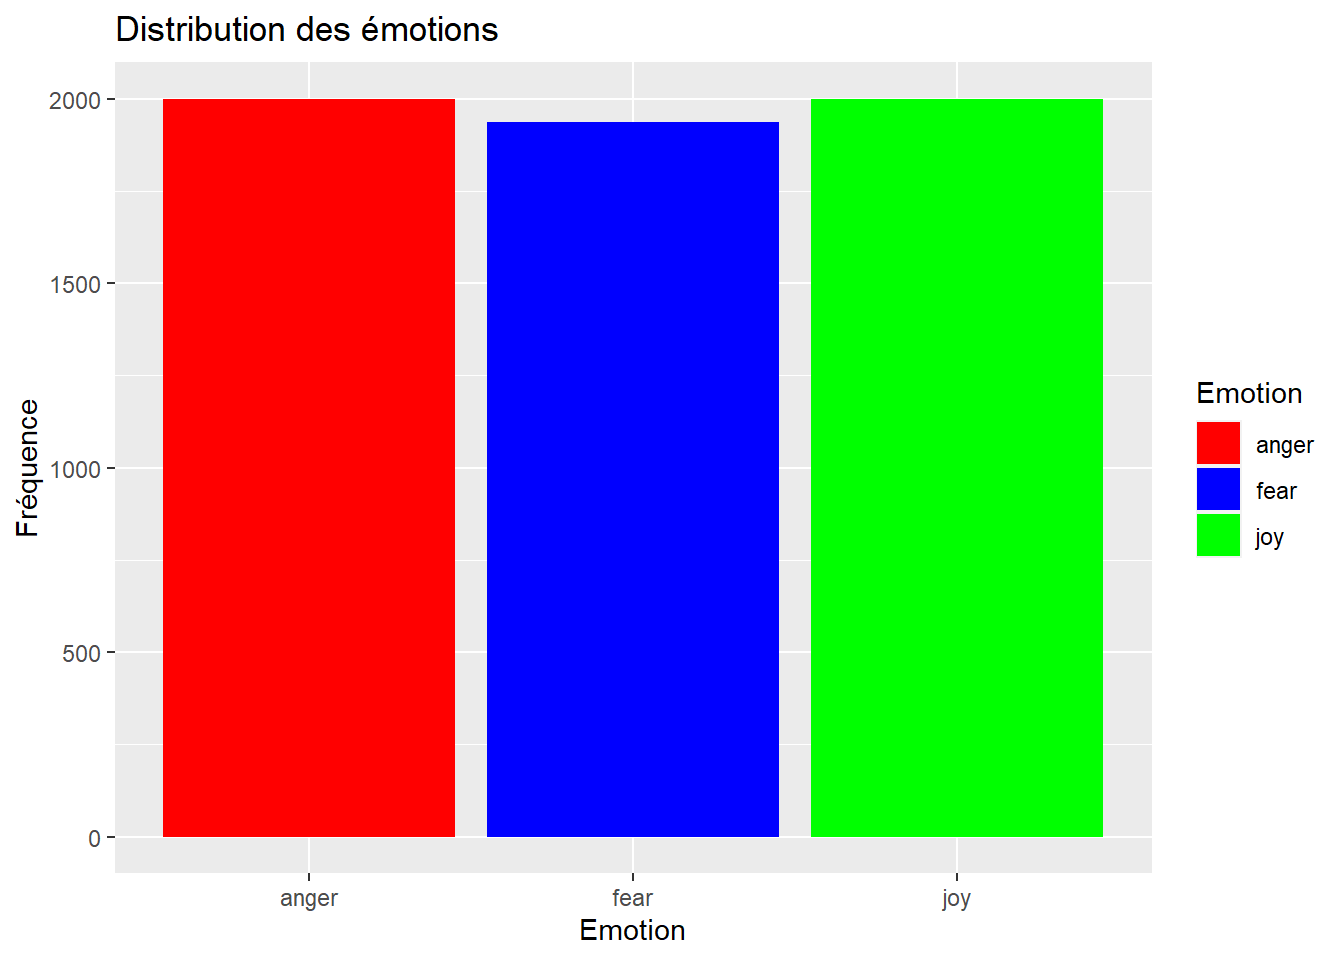 Distribution des émotions
Fréquence
2000
1500
1000
500
0
anger
fear
joy
Emotion
Emotion
anger
fear
joy